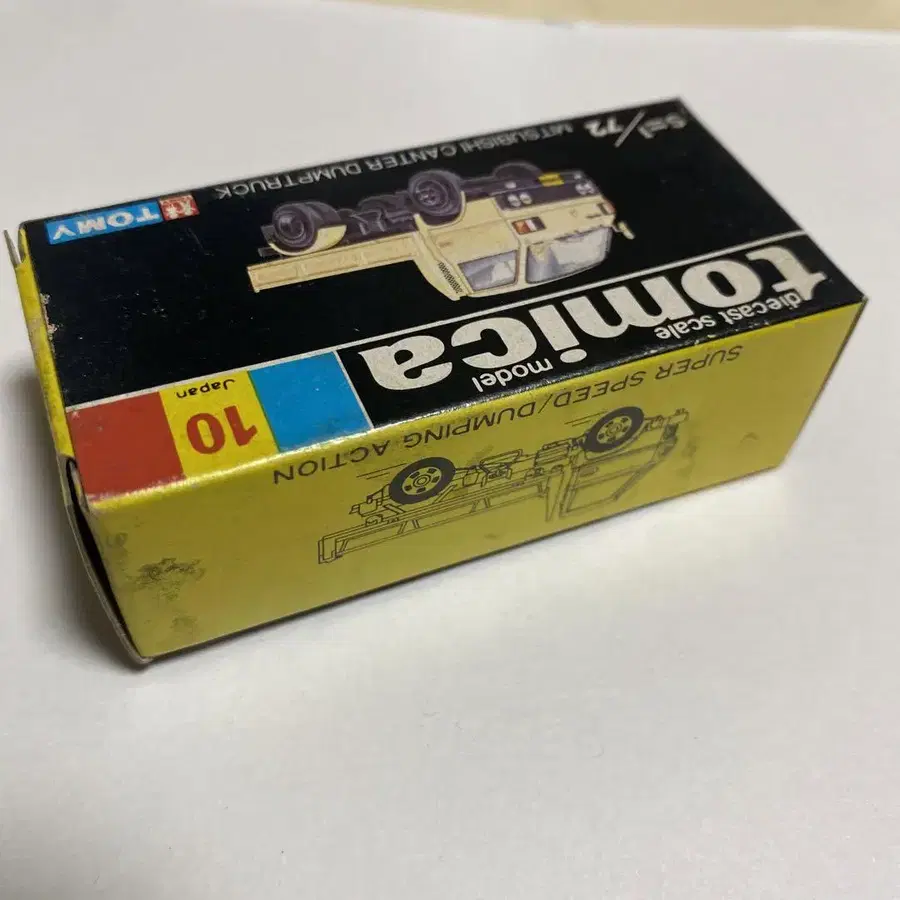 SUPER SPEED/DUMPING ACTION
10
Japan
diecast scale
tomica
model
TOMY
MITSUBISHI CANTER DUMPTRUCK
S=1/72